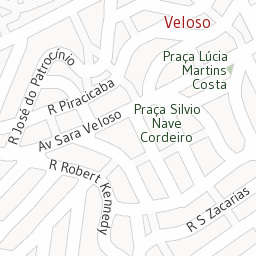 Veloso
Praça Lúcia
Martins
Costa
R José do Patrocínio
R Piracicaba
Praça Silvio
Nave
Cordeiro
Av Sara Veloso
R Robert Kennedy
R S Zacarias